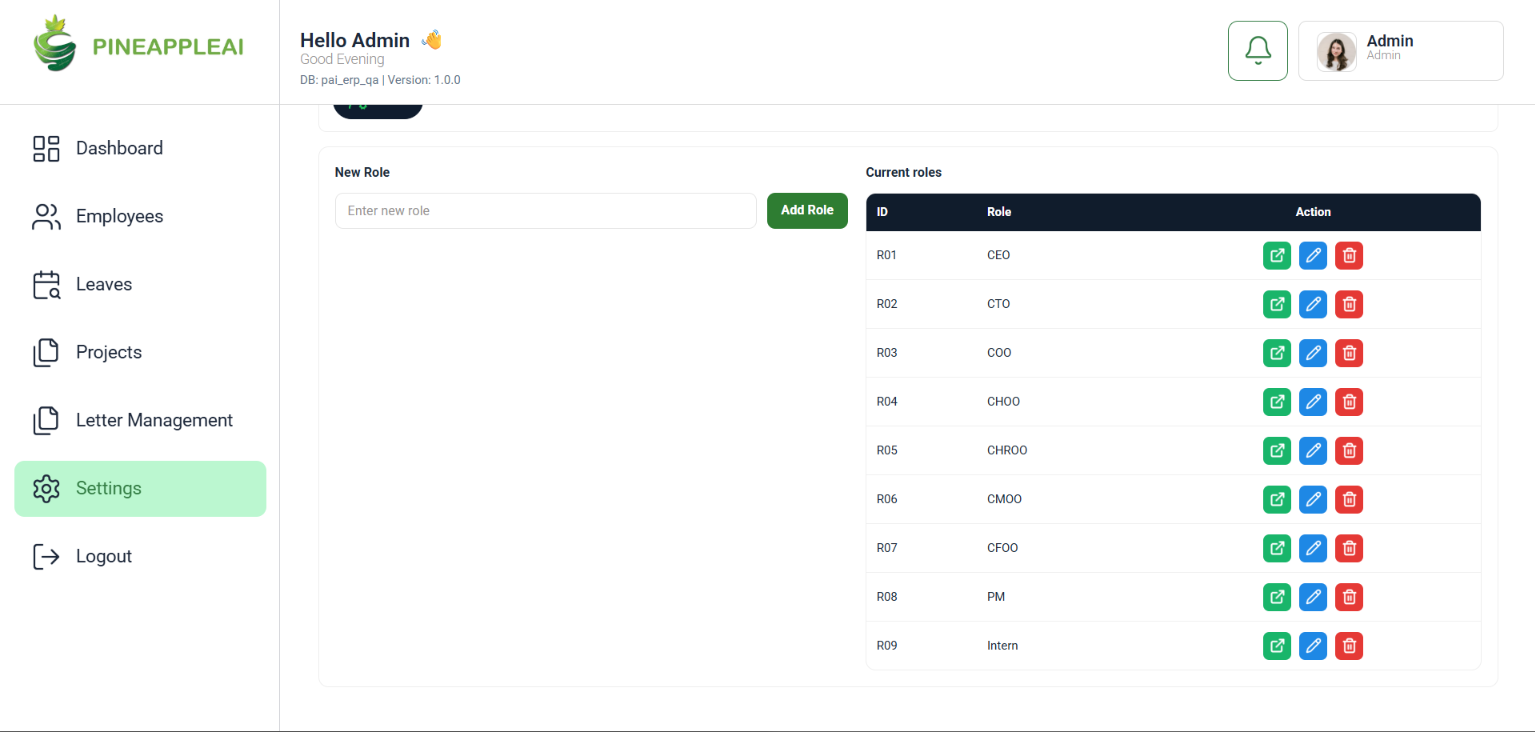 PINEAPPLEAI
Hello Admin 👋
Good Evening
DB: pai_erp_qa | Version: 1.0.0
Admin
Admin
Dashboard
Employees
Leaves
Projects
Letter Management
Settings
Logout
New Role
Enter new role
Add Role
Current roles
ID Role Action
R01 CEO
R02 CTO
R03 COO
R04 CHOO
R05 CHROO
R06 CMOO
R07 CFOO
R08 PM
R09 Intern